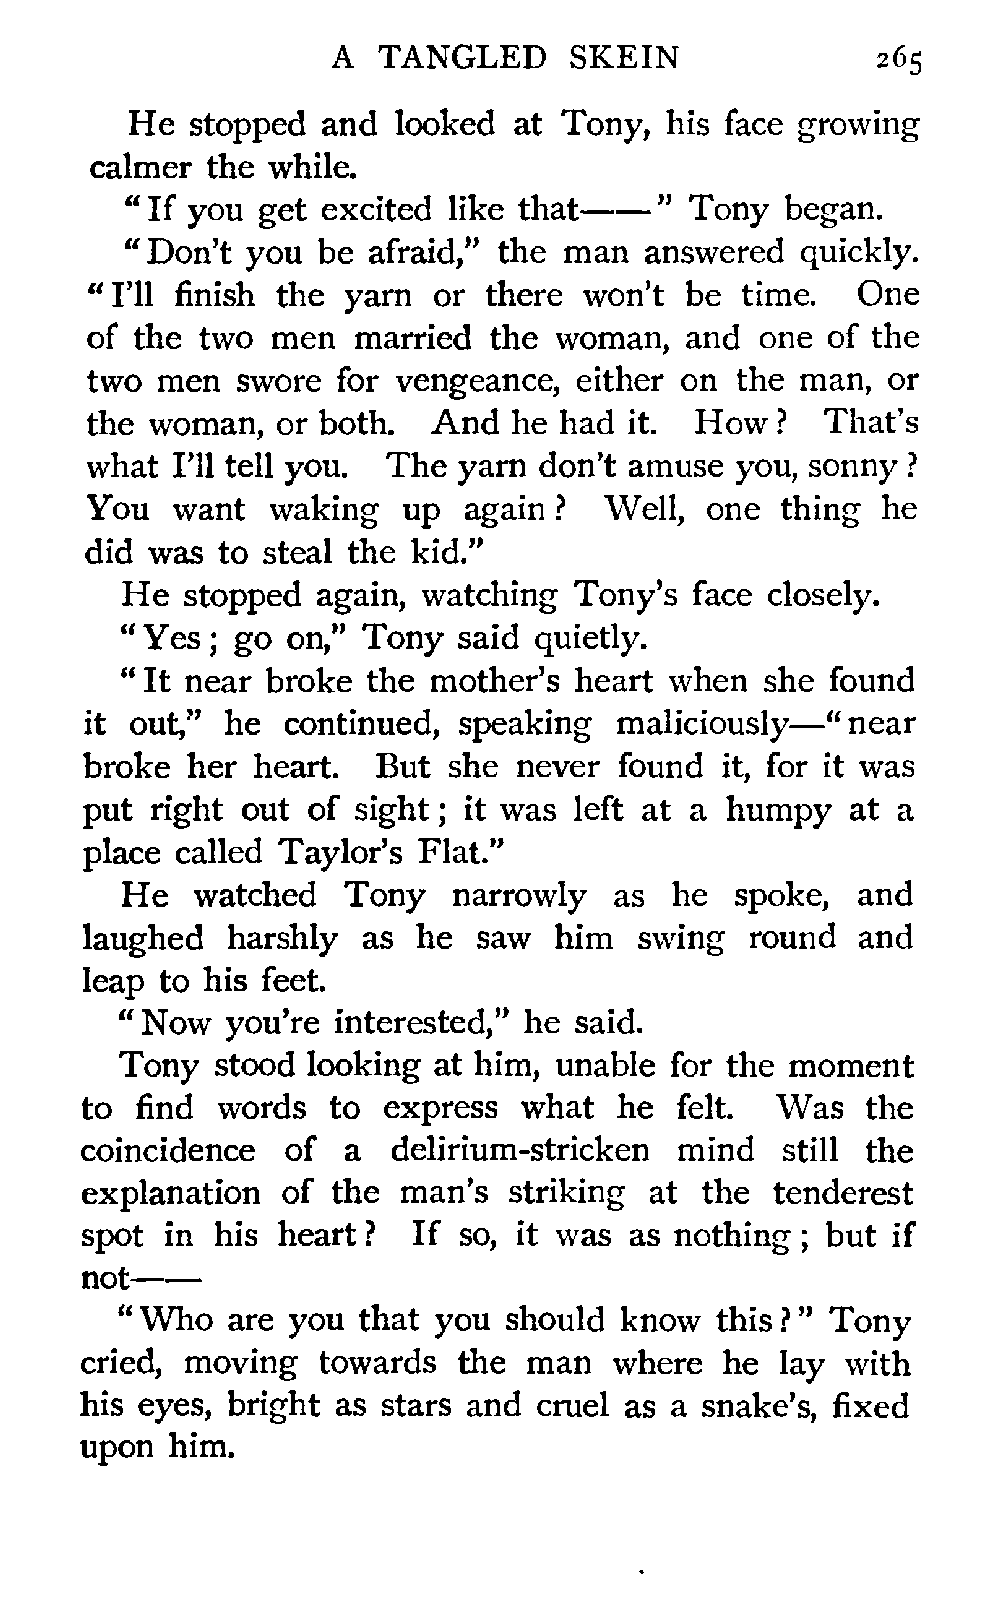 A TANGLED SKEIN 265
He stopped and looked at Tony, his face growing
calmer the while.
"If you get excited like that——" Tony began.
"Don't you be afraid," the man answered quickly.
"I'll finish the yarn or there won't be time. One
of the two men married the woman, and one of the
two men swore for vengeance, either on the man, or
the woman, or both. And he had it. How? That's
what I'll tell you. The yarn don't amuse you, sonny?
You want waking up again? Well, one thing he
did was to steal the kid."
He stopped again, watching Tony's face closely.
"Yes; go on," Tony said quietly.
"It near broke the mother's heart when she found
it out," he continued, speaking maliciously—"near
broke her heart. But she never found it, for it was
put right out of sight; it was left at a humpy at a
place called Taylor's Flat."
He watched Tony narrowly as he spoke, and
laughed harshly as he saw him swing round and
leap to his feet.
"Now you're interested," he said.
Tony stood looking at him, unable for the moment
to find words to express what he felt. Was the
coincidence of a delirium-stricken mind still the
explanation of the man's striking at the tenderest
spot in his heart? If so, it was as nothing; but if
not——
"Who are you that you should know this?" Tony
cried, moving towards the man where he lay with
his eyes, bright as stars and cruel as a snake's, fixed
upon him.